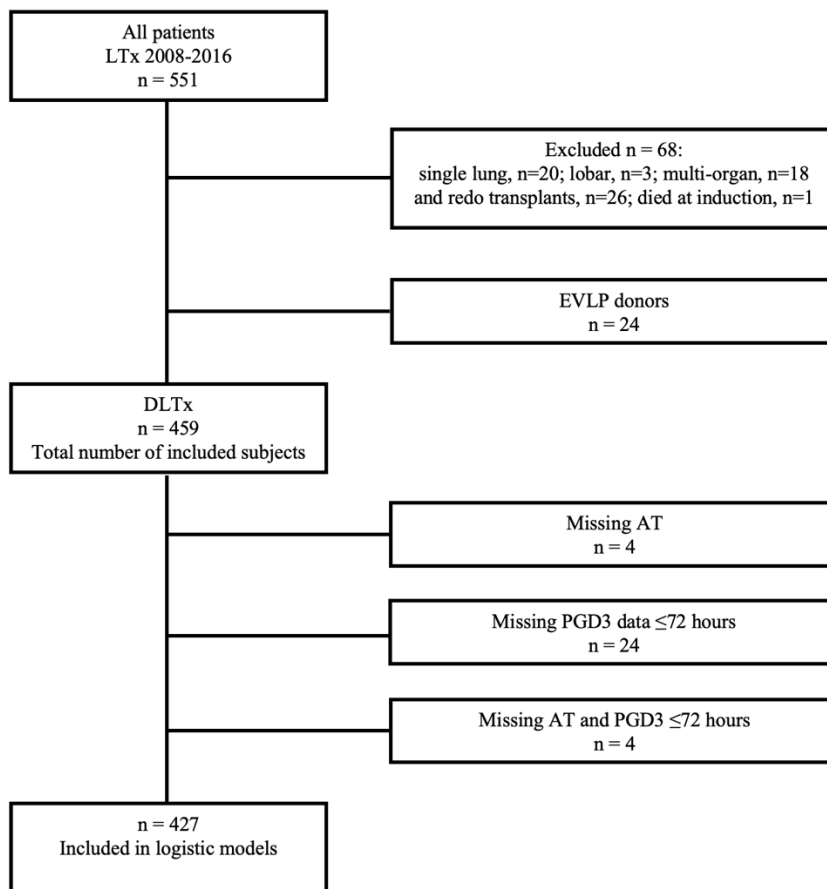 All patients
LTx 2008-2016
n = 551
Excluded n = 68:
single lung, n=20; lobar, n=3; multi-organ, n=18
and redo transplants, n=26; died at induction, n=1
EVLP donors
n = 24
DLTx
n = 459
Total number of included subjects
Missing AT
n = 4
Missing PGD3 data ≤72 hours
n = 24
Missing AT and PGD3 ≤72 hours
n = 4
n = 427
Included in logistic models